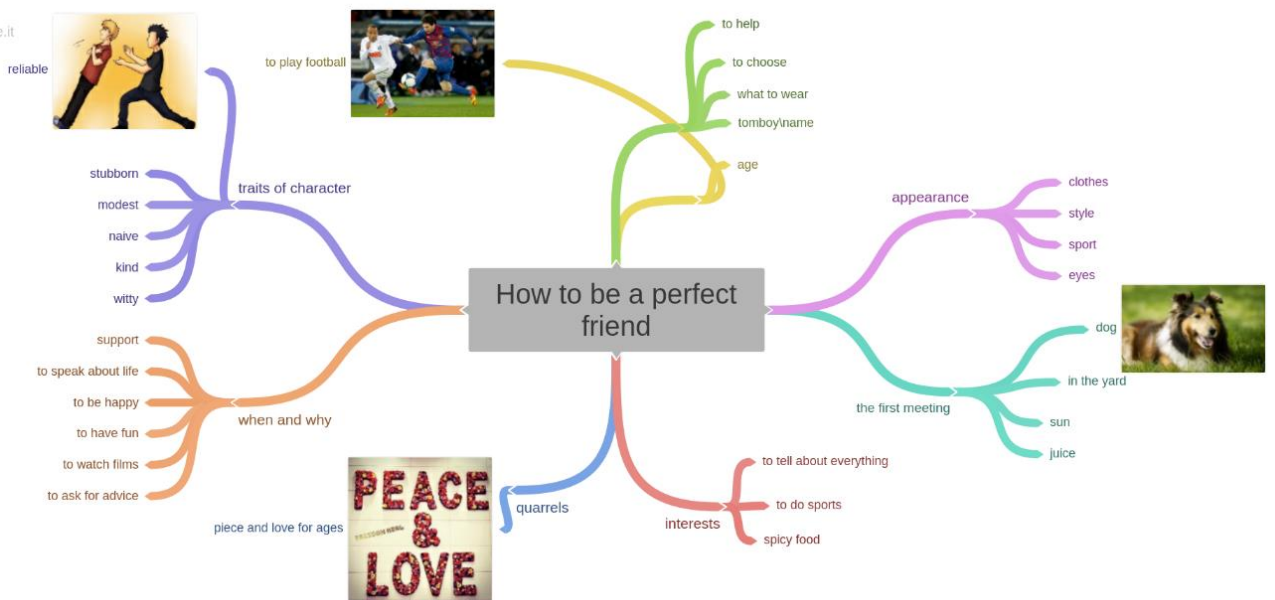 e.it
reliable
to play football
to help
to choose
what to wear
tomboy\name
age
stubborn
modest
naive
kind
witty
traits of character
appearance
clothes
style
sport
eyes
How to be a perfect
friend
dog
in the yard
sun
juice
the first meeting
support
to speak about life
to be happy
to have fun
to watch films
to ask for advice
when and why
PEACE
&
LOVE
piece and love for ages
quarrels
to tell about everything
to do sports
spicy food
interests